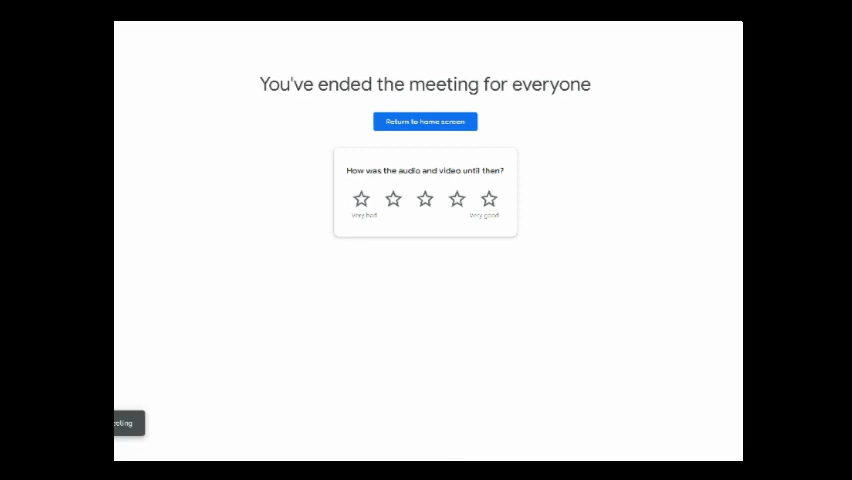 You've ended the meeting for everyone
Return to home screen
How was the audio and video until then?
Very bad
Very good